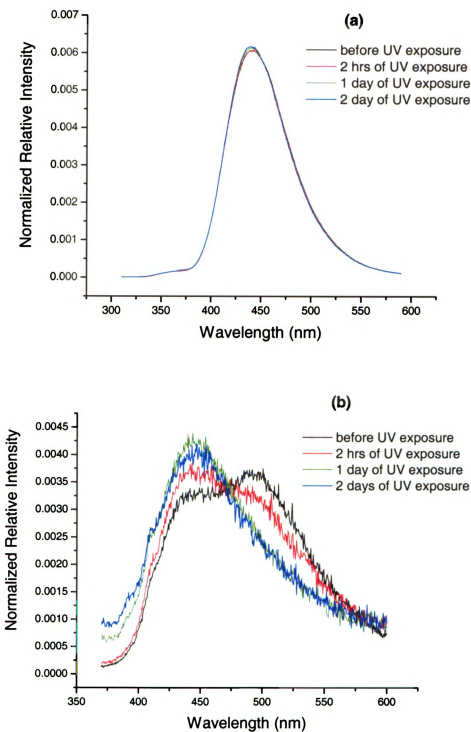 (a)
0.007
0.006
0.005
0.004
0.003
0.002
0.001
0.000
Normalized Relative Intensity
before UV exposure
2 hrs of UV exposure
1 day of UV exposure
2 day of UV exposure
300 350 400 450 500 550 600
Wavelength (nm)
(b)
0.0045
0.0040
0.0035
0.0030
0.0025
0.0020
0.0015
0.0010
0.0005
0.0000
Normalized Relative Intensity
before UV exposure
2 hrs of UV exposure
1 day of UV exposure
2 days of UV exposure
350 400 450 500 550 600
Wavelength (nm)